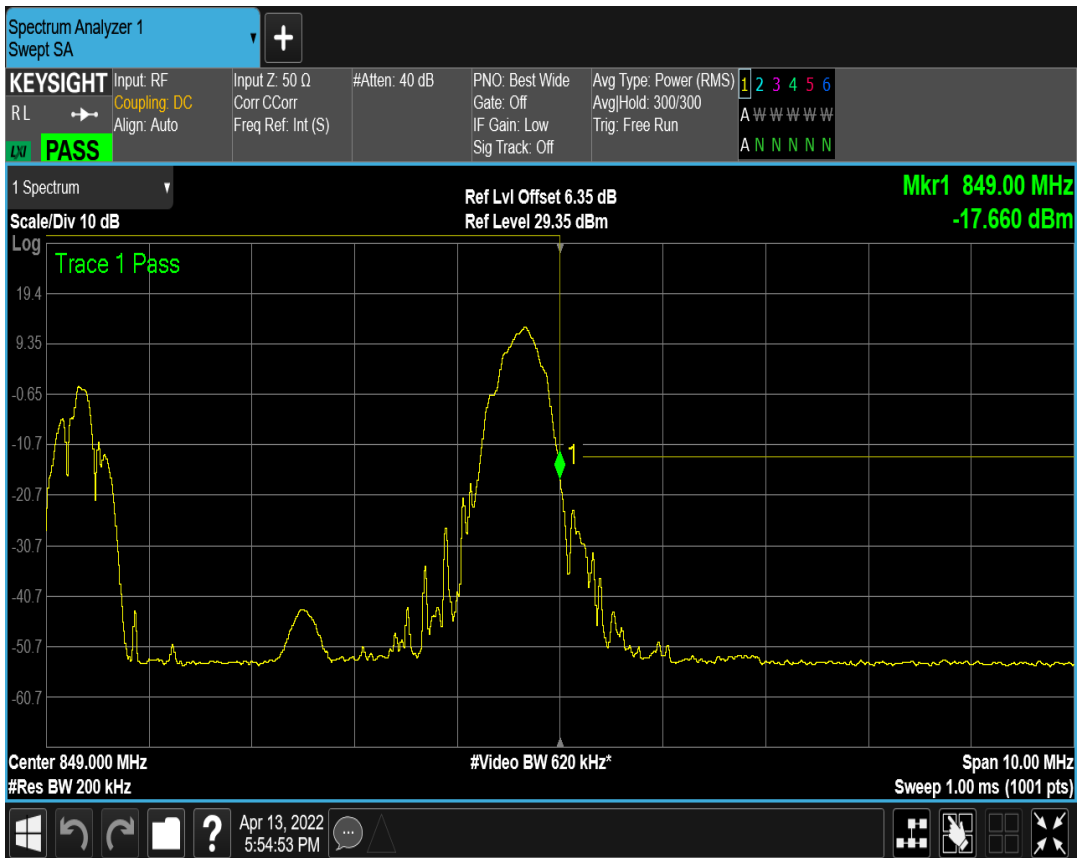 Spectrum Analyzer 1
Swept SA
+
KEYSIGHT
R L
LXI
PASS
Input: RF
Coupling: DC
Align: Auto
Input Z: 50 Ω
Corr CCorr
Freq Ref: Int (S)
#Atten: 40 dB
PNO: Best Wide
Gate: Off
IF Gain: Low
Sig Track: Off
Avg Type: Power (RMS)
Avg|Hold: 300/300
Trig: Free Run
1 2 3 4 5 6
A W W W W W
A N N N N N
1 Spectrum
Scale/Div 10 dB
Ref Lvl Offset 6.35 dB
Ref Level 29.35 dBm
Mkr1 849.00 MHz
-17.660 dBm
Log
Trace 1 Pass
19.4
9.35
-0.65
-10.7
-20.7
-30.7
-40.7
-50.7
-60.7
1
Center 849.000 MHz
#Res BW 200 kHz
#Video BW 620 kHz*
Span 10.00 MHz
Sweep 1.00 ms (1001 pts)
?
Apr 13, 2022
5:54:53 PM